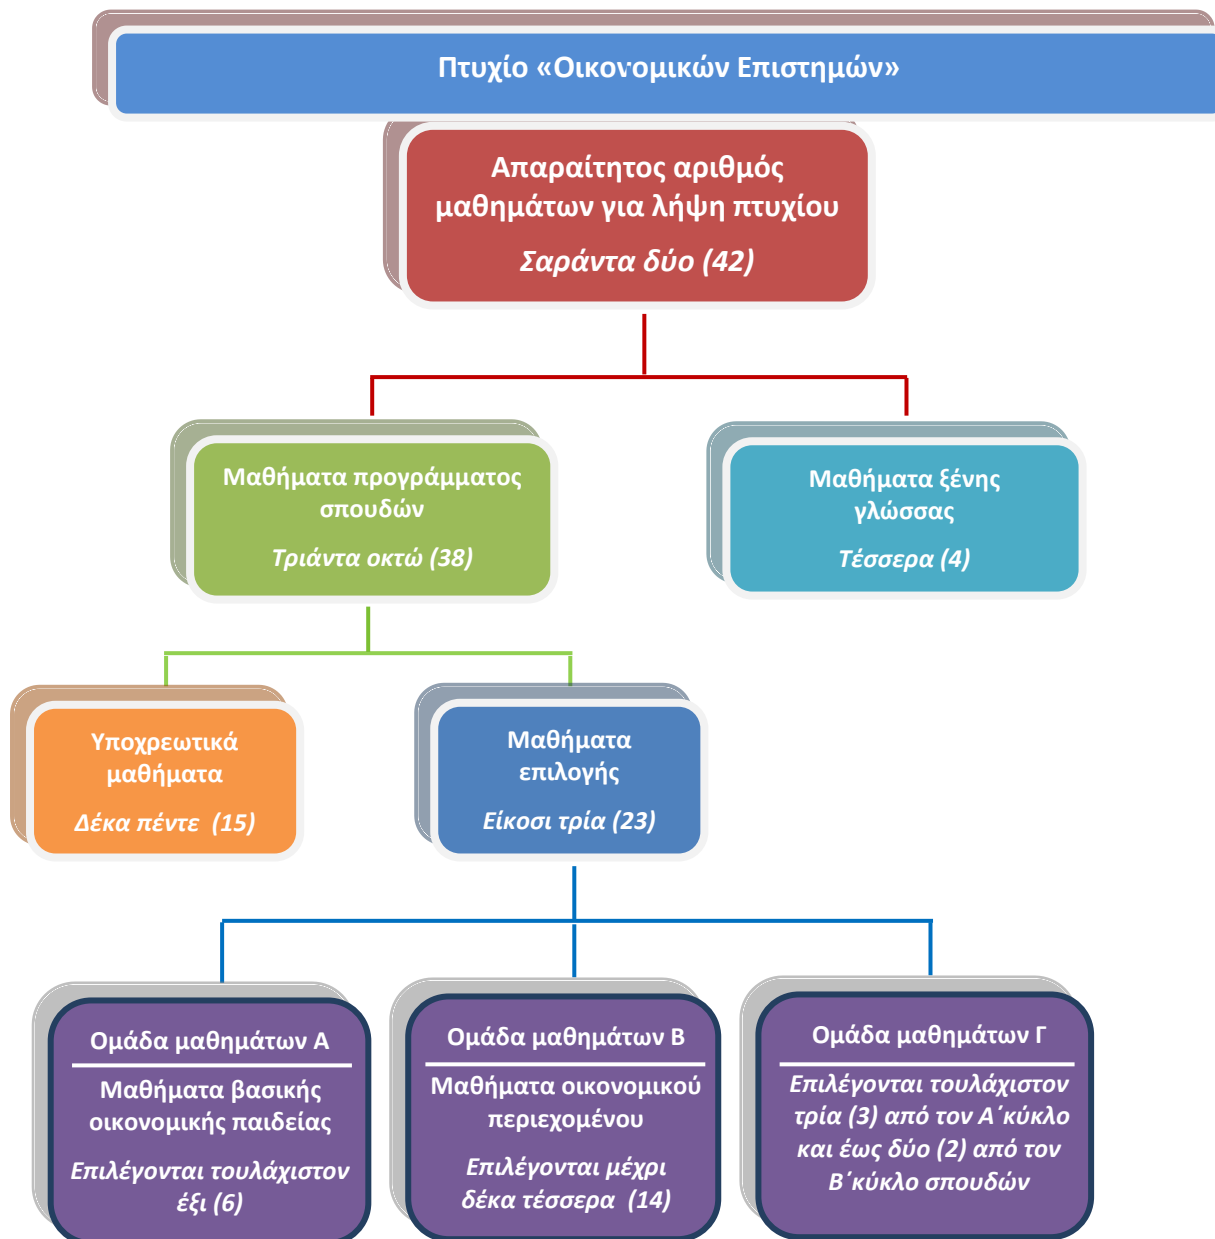 Πτυχίο «Οικονομικών Επιστημών»
Απαραίτητος αριθμός
μαθημάτων για λήψη πτυχίου
Σαράντα δύο (42)
Μαθήματα προγράμματος
σπουδών
Τριάντα οκτώ (38)
Μαθήματα ξένης
γλώσσας
Τέσσερα (4)
Υποχρεωτικά
μαθήματα
Δέκα πέντε (15)
Μαθήματα
επιλογής
Είκοσι τρία (23)
Ομάδα μαθημάτων Α
Μαθήματα βασικής
οικονομικής παιδείας
Επιλέγονται τουλάχιστον
έξι (6)
Ομάδα μαθημάτων Β
Μαθήματα οικονομικού
περιεχομένου
Επιλέγονται μέχρι
δέκα τέσσερα (14)
Ομάδα μαθημάτων Γ
Επιλέγονται τουλάχιστον
τρία (3) από τον Α΄κύκλο
και έως δύο (2) από τον
Β΄κύκλο σπουδών